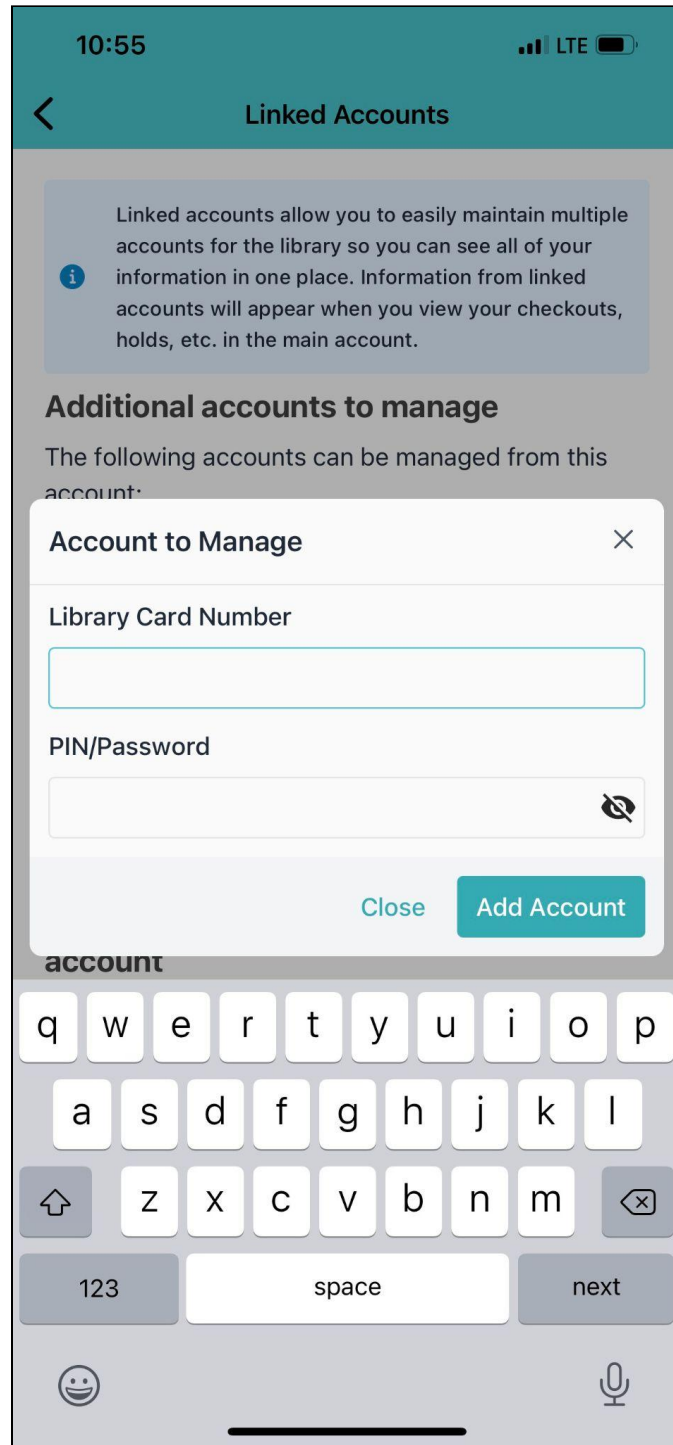 10:55
LTE
Linked Accounts
Linked accounts allow you to easily maintain multiple
accounts for the library so you can see all of your
information in one place. Information from linked
accounts will appear when you view your checkouts,
holds, etc. in the main account.
Additional accounts to manage
The following accounts can be managed from this
account:
Account to Manage
Library Card Number
PIN/Password
Close
Add Account
account
q w e r t y u i o p
a s d f g h j k l
z x c v b n m
123 space next